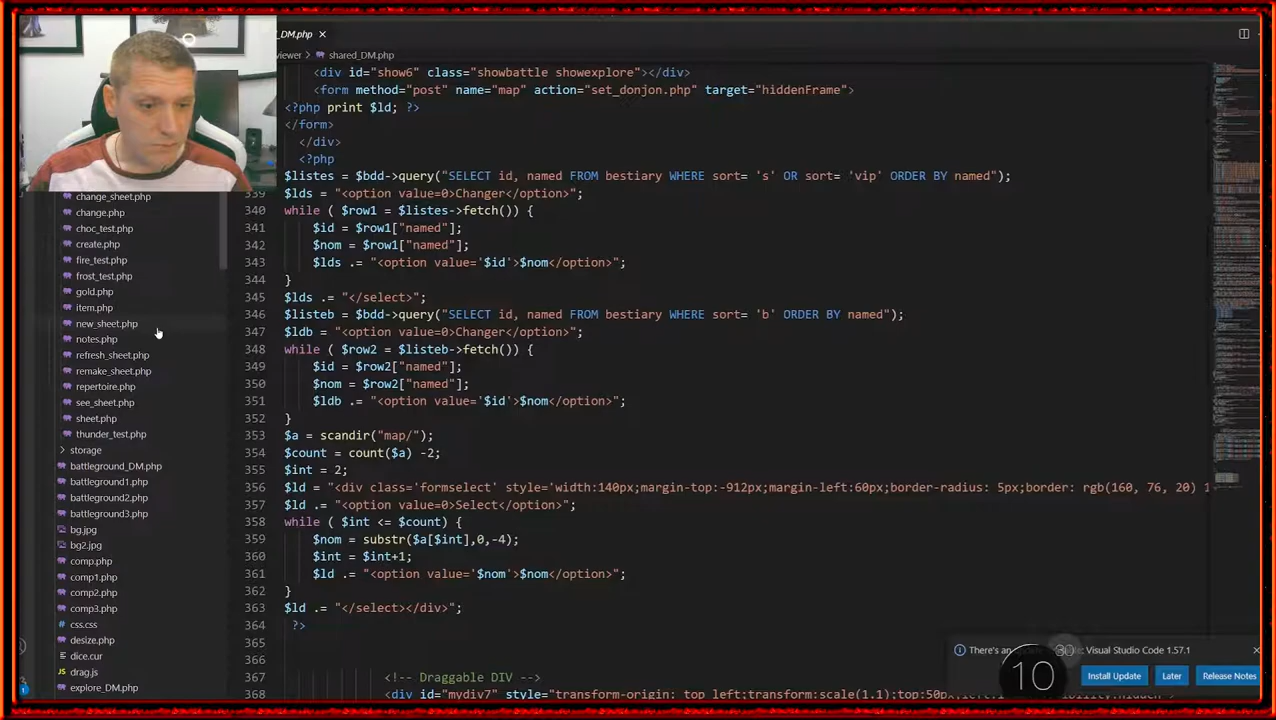 _DM.php ×
viewer > shared_DM.php
<div id="show6" class="showbattle showexplore"></div>
<form method="post" name="map" action="set_donjon.php" target="hiddenFrame">
<?php print $ld; ?>
</form>
</div>
<?php
$listes = $bdd->query("SELECT id, named FROM bestiary WHERE sort= 's' OR sort= 'vip' ORDER BY named");
339 $lds = "<option value=0>Changer</option>";
340 while ( $row1 = $listes->fetch()) {
341 $id = $row1["named"];
342 $nom = $row1["named"];
343 $lds .= "<option value='$id'>$nom</option>";
344 }
345 $lds .= "</select>";
346 $listeb = $bdd->query("SELECT id, named FROM bestiary WHERE sort= 'b' ORDER BY named");
347 $ldb = "<option value=0>Changer</option>";
348 while ( $row2 = $listeb->fetch()) {
349 $id = $row2["named"];
350 $nom = $row2["named"];
351 $ldb .= "<option value='$id'>$nom</option>";
352 }
353 $a = scandir("map/");
354 $count = count($a) -2;
355 $int = 2;
356 $ld = "<div class='formselect' style='width:140px;margin-top:-912px;margin-left:60px;border-radius: 5px;border: rgb(160, 76, 20) 1
357 $ld .= "<option value=0>Select</option>";
358 while ( $int <= $count) {
359 $nom = substr($a[$int],0,-4);
360 $int = $int+1;
361 $ld .= "<option value='$nom'>$nom</option>";
362 }
363 $ld .= "</select></div>";
364 ?>
365
366
367 <!-- Draggable DIV -->
368 <div id="mydiv7" style="transform-origin: top left;transform:scale(1.1);top:50px;
change_sheet.php
change.php
choc_test.php
create.php
fire_test.php
frost_test.php
gold.php
item.php
new_sheet.php
notes.php
refresh_sheet.php
remake_sheet.php
repertoire.php
see_sheet.php
sheet.php
thunder_test.php
> storage
battleground_DM.php
battleground1.php
battleground2.php
battleground3.php
bg.jpg
bg2.jpg
comp.php
comp1.php
comp2.php
comp3.php
# css.css
desize.php
dice.cur
JS drag.js
explore_DM.php
There's an
Visual Studio Code 1.57.1
10
Install Update
Later
Release Notes